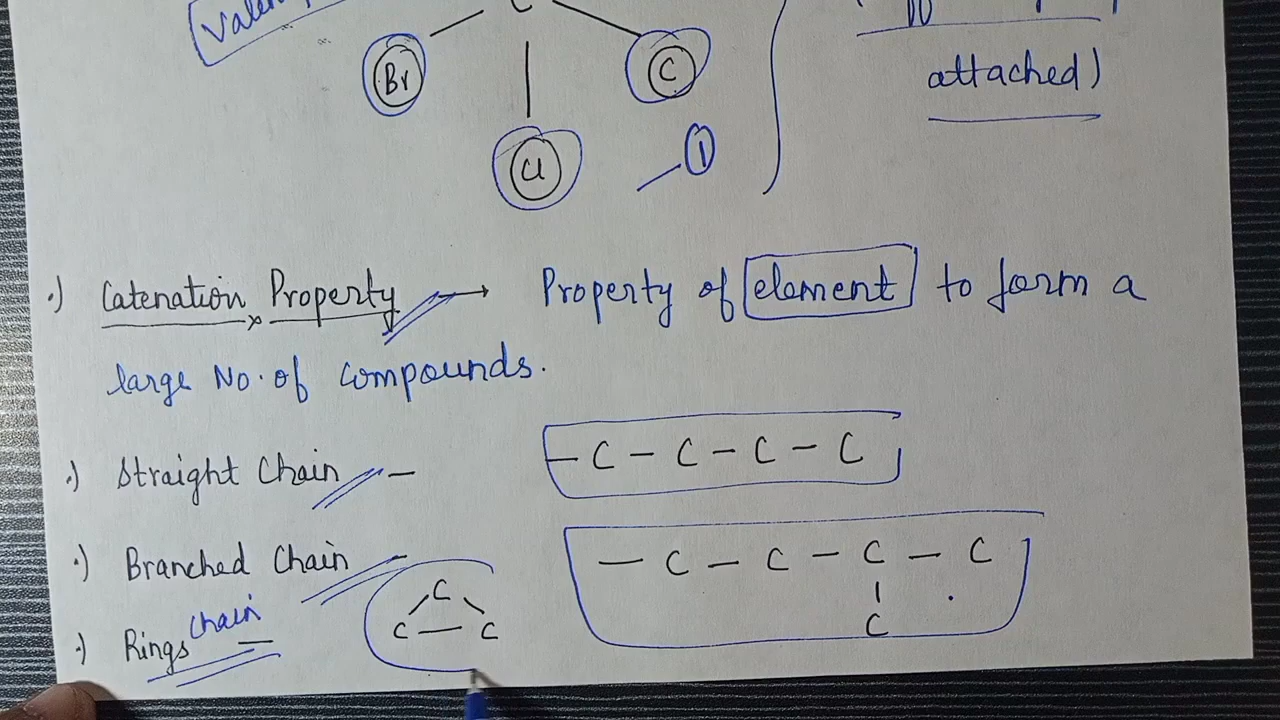 C
Br
C
Cl
I
attached)
•) Catenation Property → Property of element to form a
large No. of compounds.
•) Straight Chain – – C – C – C – C
•) Branched Chain – – C – C – C – C
C
•) Rings chain –
C
C – C